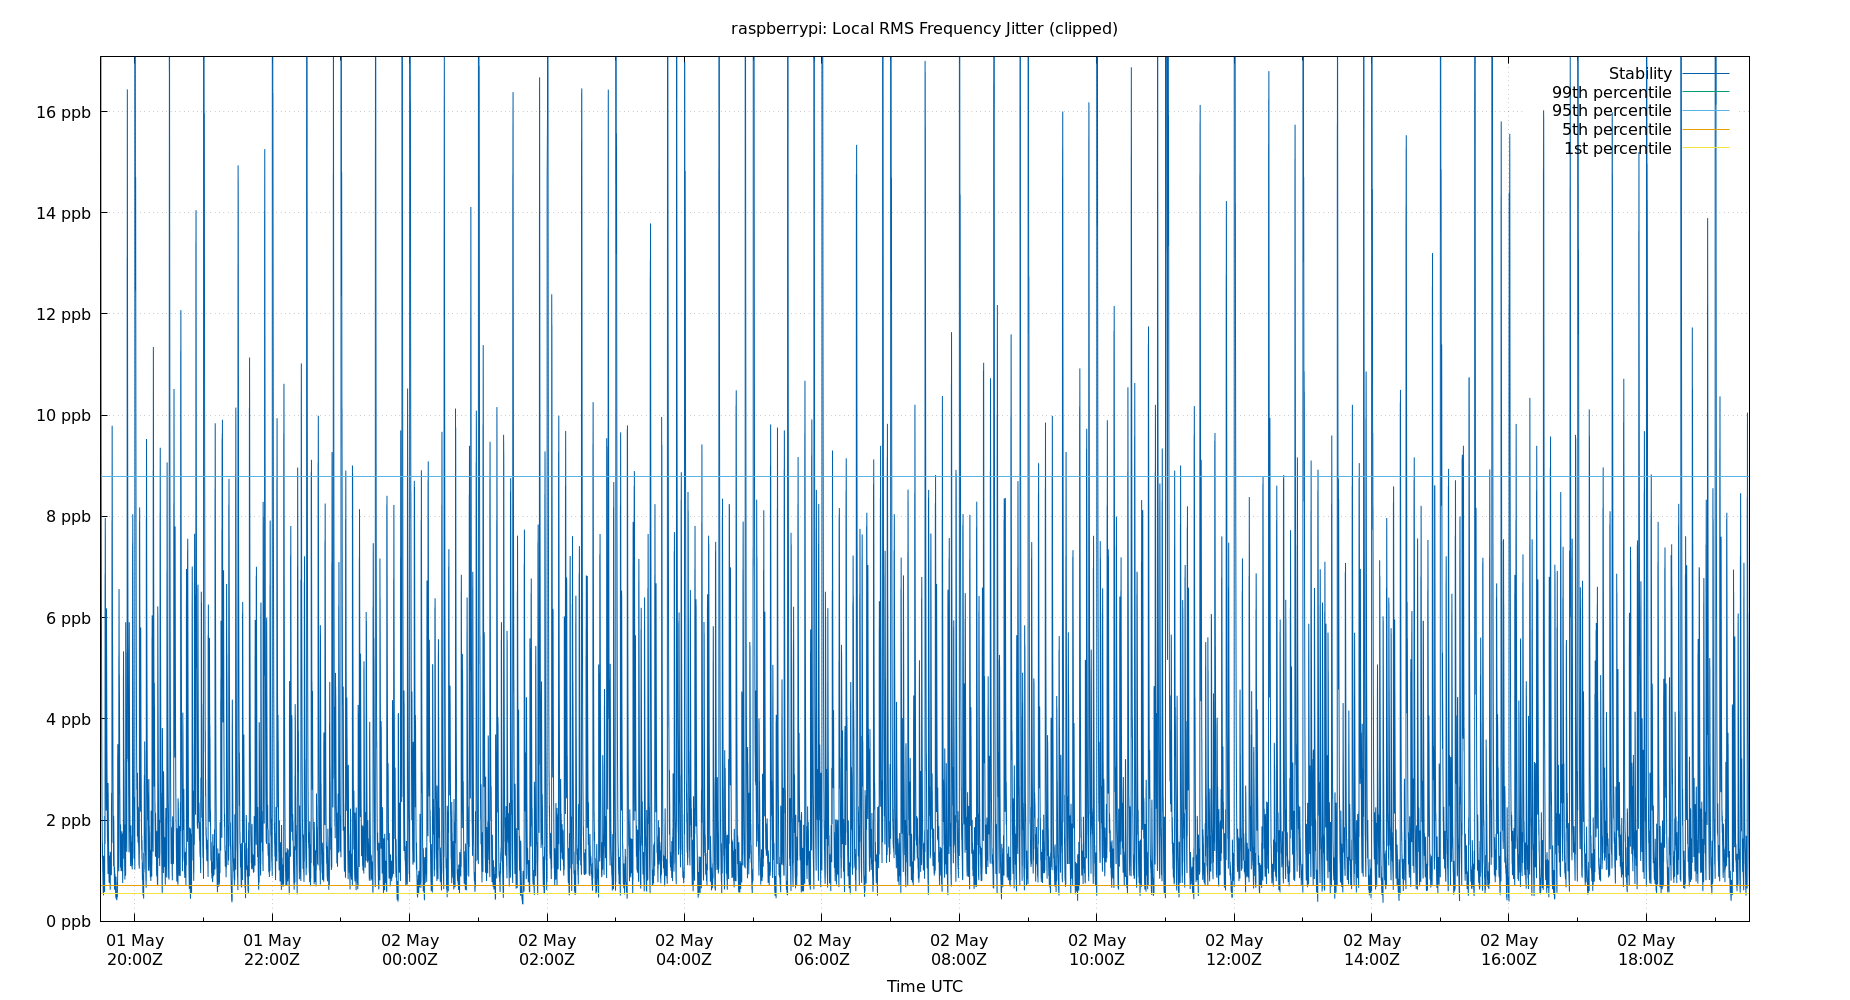 raspberrypi: Local RMS Frequency Jitter (clipped)
Stability
99th percentile
95th percentile
5th percentile
1st percentile
16 ppb
14 ppb
12 ppb
10 ppb
8 ppb
6 ppb
4 ppb
2 ppb
0 ppb
01 May 01 May 02 May 02 May 02 May 02 May 02 May 02 May 02 May 02 May 02 May 02 May
20:00Z 22:00Z 00:00Z 02:00Z 04:00Z 06:00Z 08:00Z 10:00Z 12:00Z 14:00Z 16:00Z 18:00Z
Time UTC